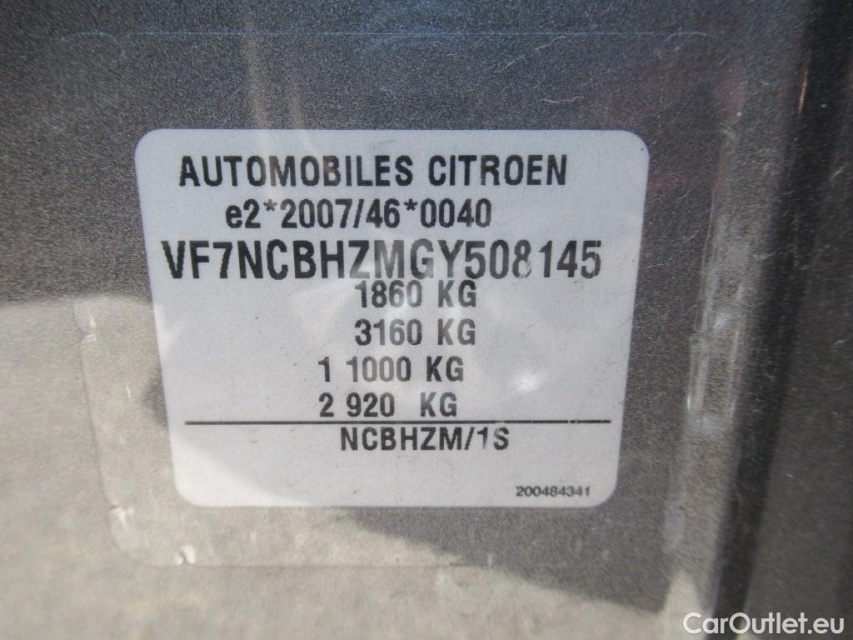 AUTOMOBILES CITROEN
e2*2007/46*0040
VF7NCBHZMGY508145
1860 KG
3160 KG
1 1000 KG
2 920 KG
NCBHZM/1S
200484341
CarOutlet.eu